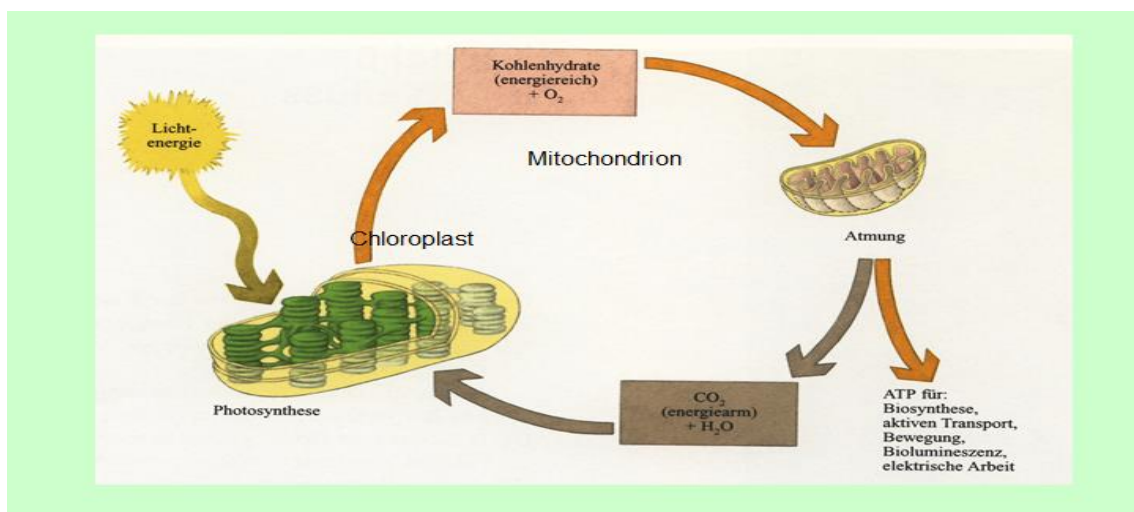 Kohlenhydrate
(energiereich)
+ O₂
Licht-
energie
Mitochondrion
Chloroplast
Atmung
Photosynthese
CO₂
(energiearm)
+ H₂O
ATP für:
Biosynthese,
aktiven Transport,
Bewegung,
Biolumineszenz,
elektrische Arbeit